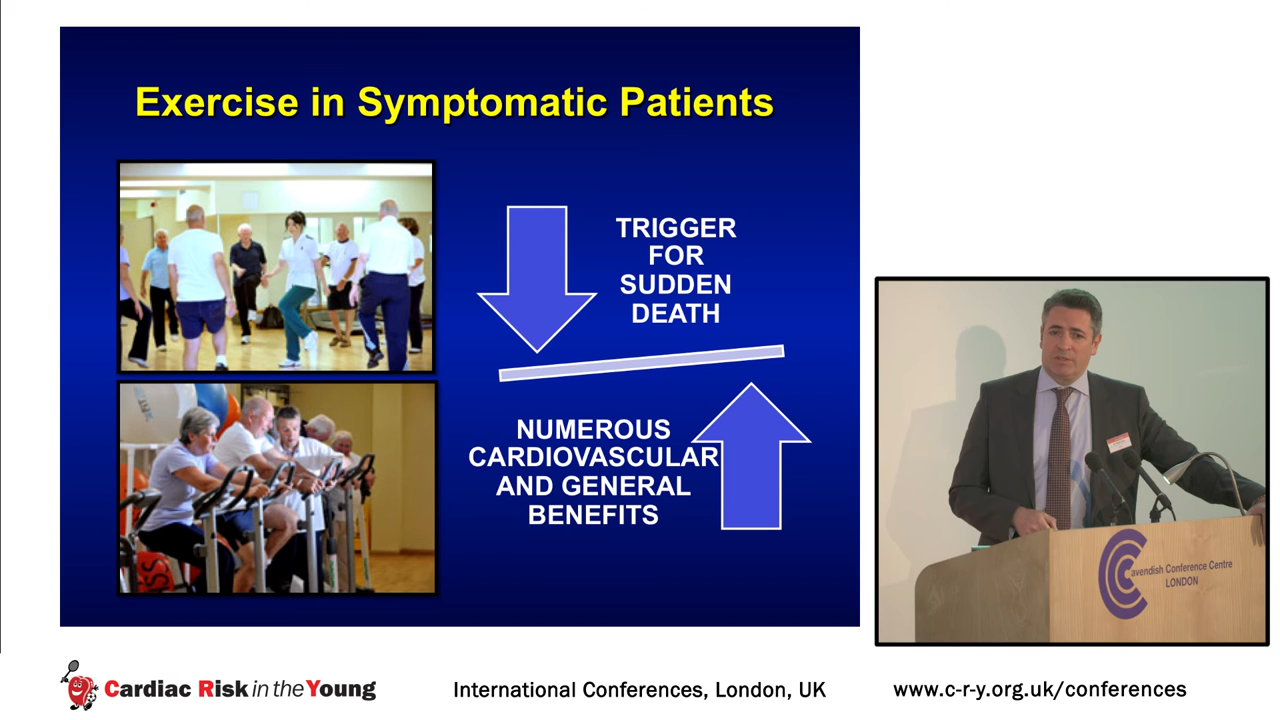 Exercise in Symptomatic Patients
TRIGGER
FOR
SUDDEN
DEATH
NUMEROUS
CARDIOVASCULAR
AND GENERAL
BENEFITS
avendish Conference Centre
LONDON
Cardiac Risk in the Young
International Conferences, London, UK
www.c-r-y.org.uk/conferences